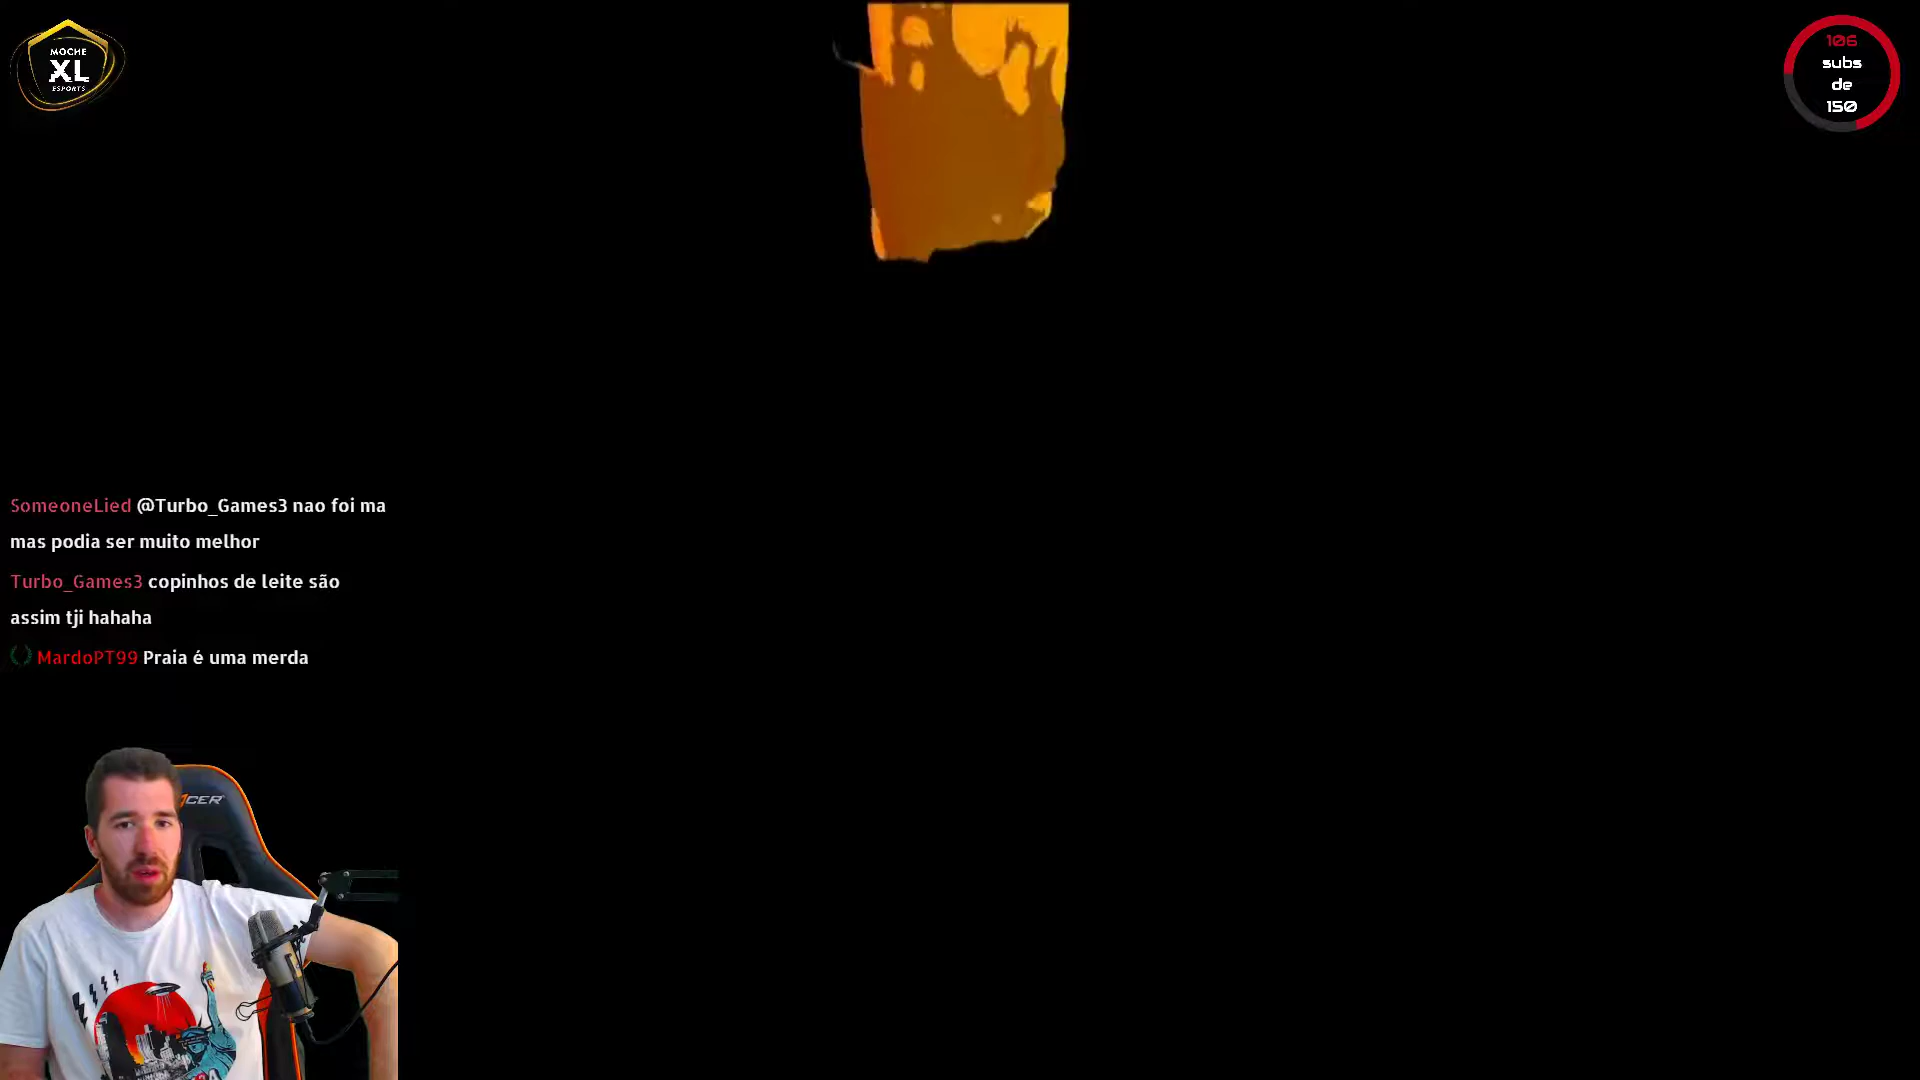 MOCHE
XL
ESPORTS
106
subs
de
150
SomeoneLied @Turbo_Games3 nao foi ma
mas podia ser muito melhor
Turbo_Games3 copinhos de leite são
assim tji hahaha
MardoPT99 Praia é uma merda